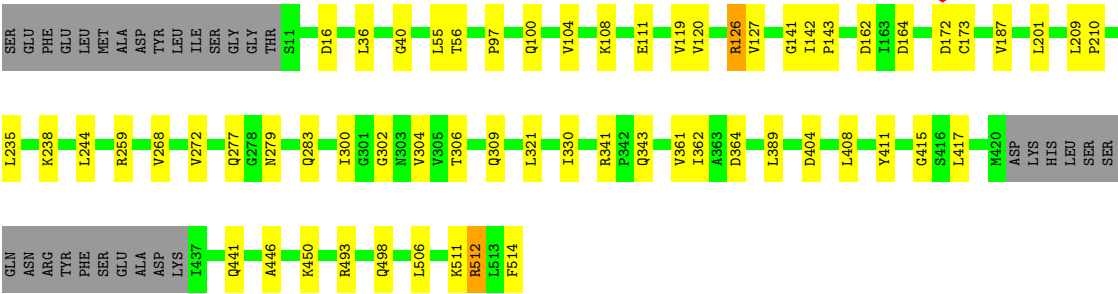 SER GLU PHE GLU LEU MET ALA ASP TYR LEU ILE SER GLY GLY THR S11 D16 L36 G40 L55 T56 P97 Q100 V104 K108 E111 V119 V120 R126 V127 G141 I142 P143 D162 I163 D164 D172 C173 V187 L201 L209 P210
L235 K238 L244 R259 V268 V272 Q277 G278 N279 Q283 I300 G301 G302 N303 V304 V305 T306 Q309 L321 I330 R341 P342 Q343 V361 I362 A363 D364 L389 D404 L408 Y411 G415 S416 L417 M420 ASP LYS HIS LEU SER SER
GLN ASN ARG TYR PHE SER GLU ALA ASP LYS I437 Q441 A446 K450 R493 Q498 L506 K511 R512 L513 F514